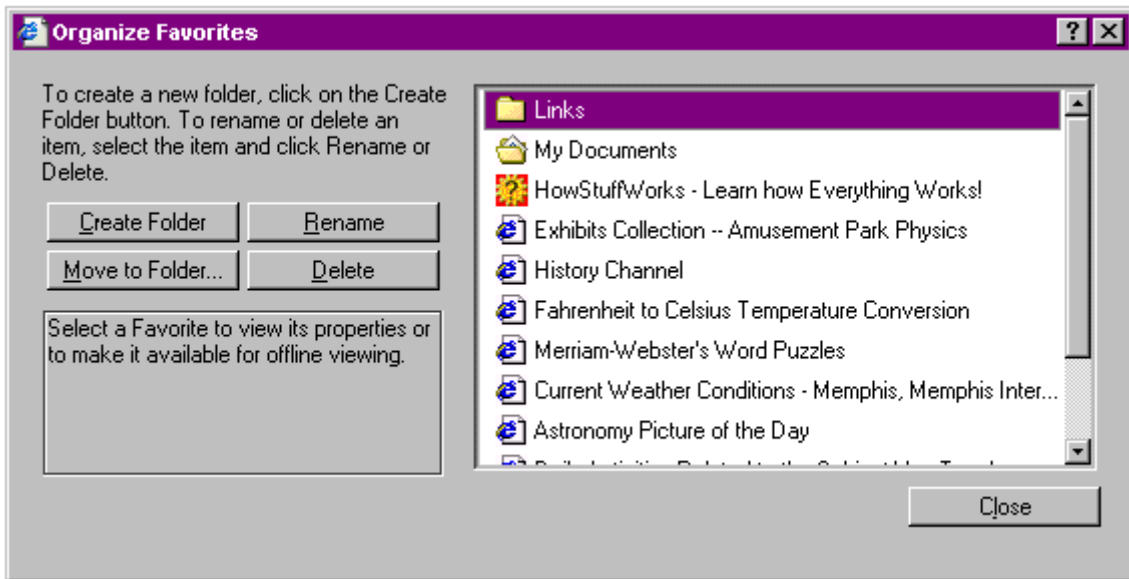 Organize Favorites
To create a new folder, click on the Create
Folder button. To rename or delete an
item, select the item and click Rename or
Delete.
Create Folder
Rename
Move to Folder...
Delete
Select a Favorite to view its properties or
to make it available for offline viewing.
Links
My Documents
HowStuffWorks - Learn how Everything Works!
Exhibits Collection -- Amusement Park Physics
History Channel
Fahrenheit to Celsius Temperature Conversion
Merriam-Webster's Word Puzzles
Current Weather Conditions - Memphis, Memphis Inter...
Astronomy Picture of the Day
Close